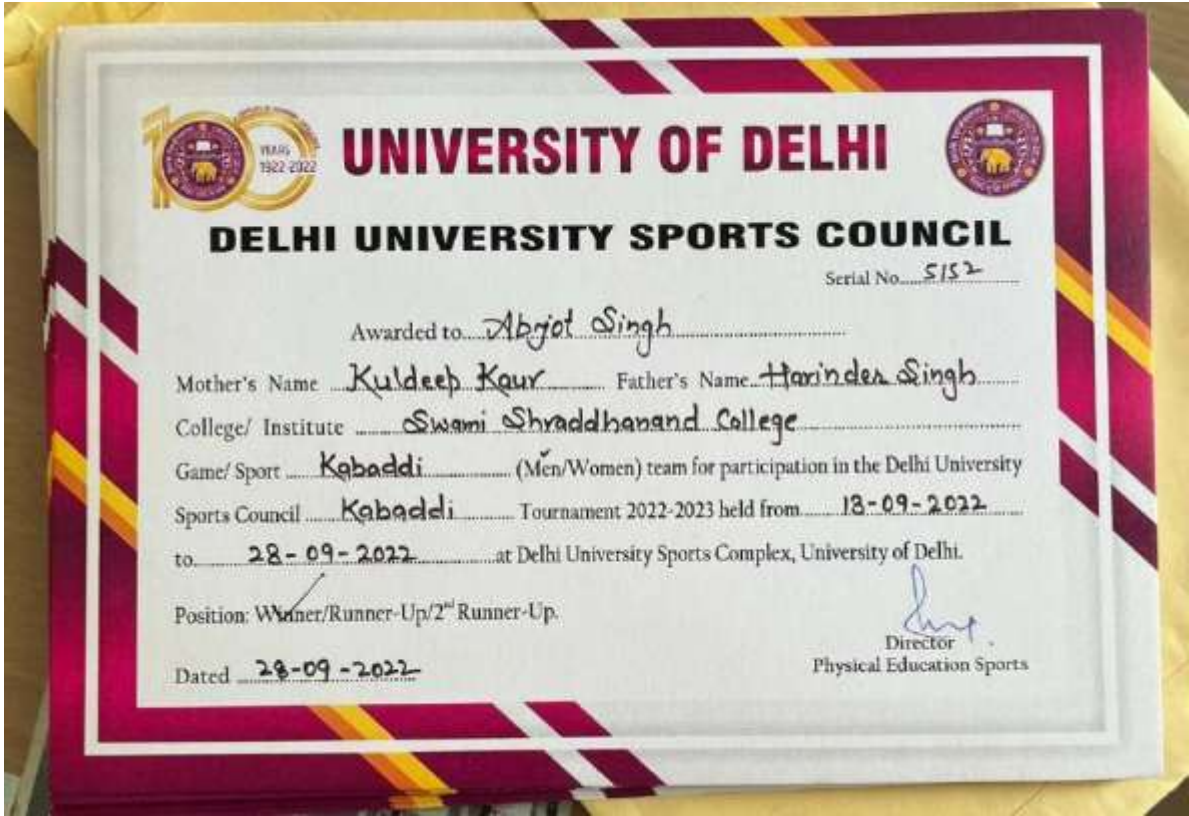 YEARS
1922-2022
UNIVERSITY OF DELHI
DELHI UNIVERSITY SPORTS COUNCIL
Serial No. 5152
Awarded to Abrjot Singh
Mother's Name Kuldeep Kaur Father's Name Harinder Singh
College/ Institute Swami Shraddhanand College
Game/ Sport Kabaddi (Men/Women) team for participation in the Delhi University
Sports Council Kabaddi Tournament 2022-2023 held from 13-09-2022
to 28-09-2022 at Delhi University Sports Complex, University of Delhi.
Position: Winner/Runner-Up/2nd Runner-Up.
Director
Physical Education Sports
Dated 28-09-2022